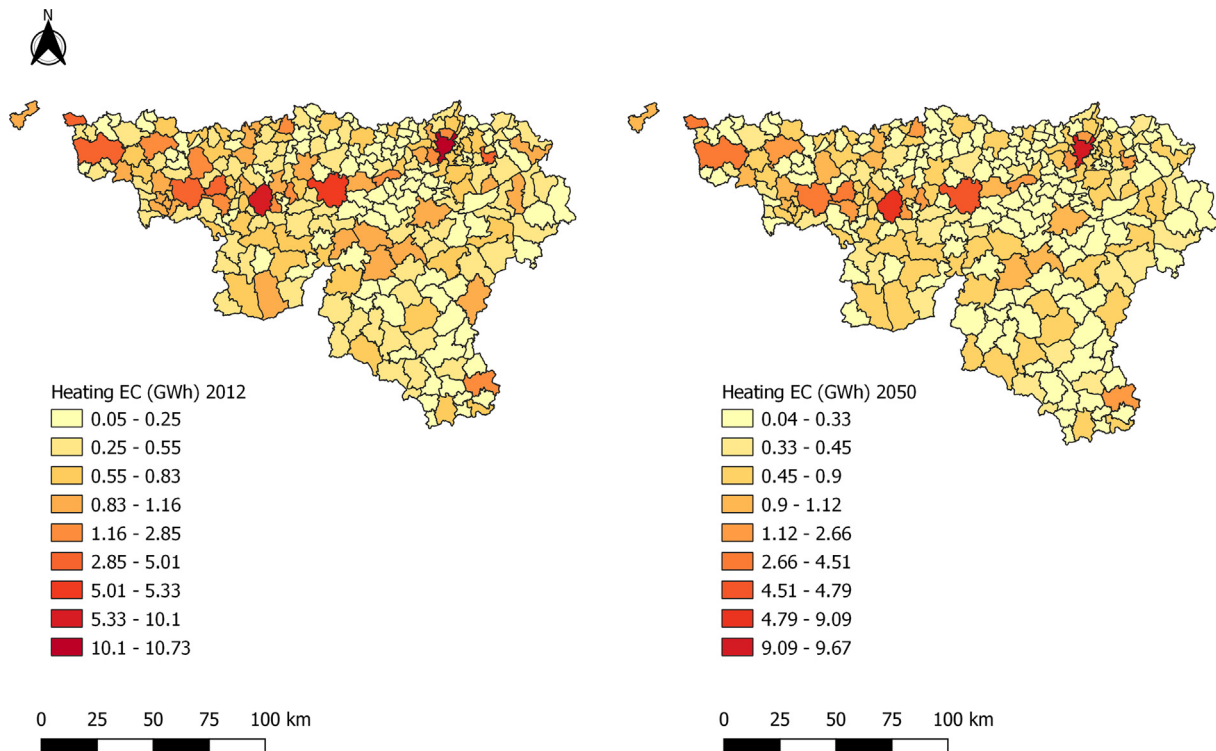 N
Heating EC (GWh) 2012
0.05 - 0.25
0.25 - 0.55
0.55 - 0.83
0.83 - 1.16
1.16 - 2.85
2.85 - 5.01
5.01 - 5.33
5.33 - 10.1
10.1 - 10.73
0 25 50 75 100 km
Heating EC (GWh) 2050
0.04 - 0.33
0.33 - 0.45
0.45 - 0.9
0.9 - 1.12
1.12 - 2.66
2.66 - 4.51
4.51 - 4.79
4.79 - 9.09
9.09 - 9.67
0 25 50 75 100 km